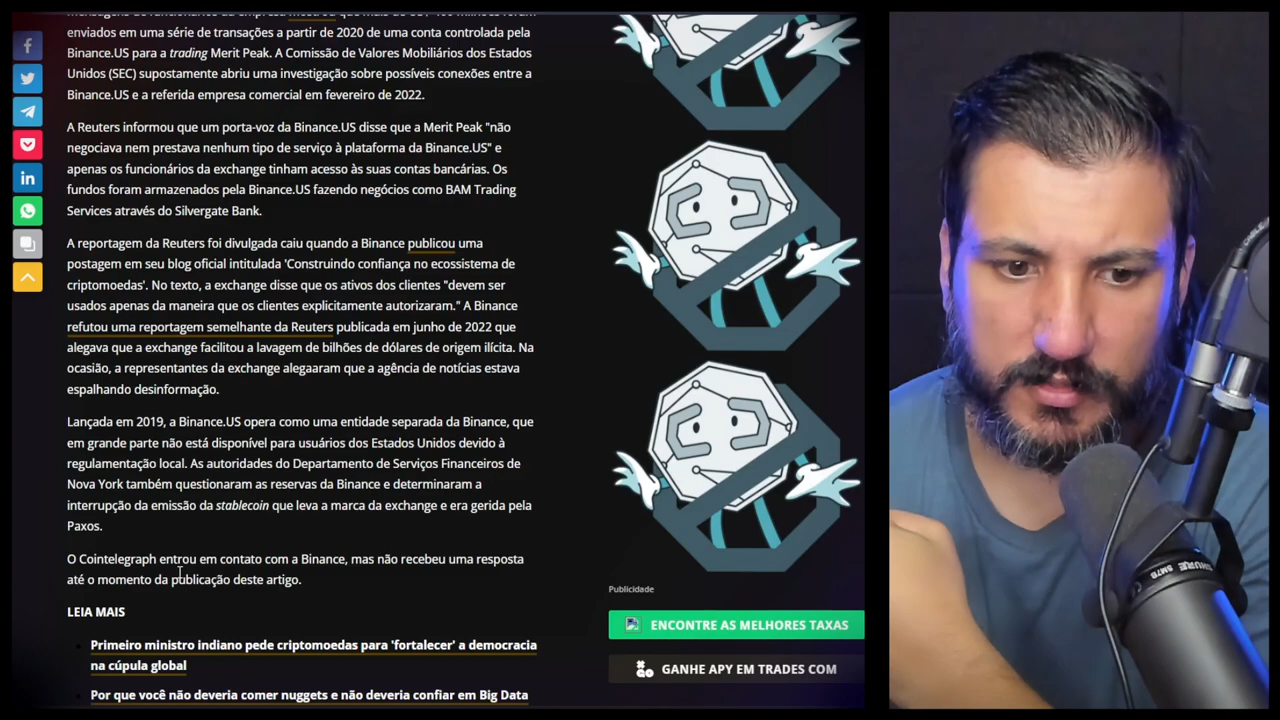 enviados em uma série de transações a partir de 2020 de uma conta controlada pela
Binance.US para a trading Merit Peak. A Comissão de Valores Mobiliários dos Estados
Unidos (SEC) supostamente abriu uma investigação sobre possíveis conexões entre a
Binance.US e a referida empresa comercial em fevereiro de 2022.
A Reuters informou que um porta-voz da Binance.US disse que a Merit Peak "não
negociava nem prestava nenhum tipo de serviço à plataforma da Binance.US" e
apenas os funcionários da exchange tinham acesso às suas contas bancárias. Os
fundos foram armazenados pela Binance.US fazendo negócios como BAM Trading
Services através do Silvergate Bank.
A reportagem da Reuters foi divulgada caiu quando a Binance publicou uma
postagem em seu blog oficial intitulada 'Construindo confiança no ecossistema de
criptomoedas'. No texto, a exchange disse que os ativos dos clientes "devem ser
usados apenas da maneira que os clientes explicitamente autorizaram." A Binance
refutou uma reportagem semelhante da Reuters publicada em junho de 2022 que
alegava que a exchange facilitou a lavagem de bilhões de dólares de origem ilícita. Na
ocasião, a representantes da exchange alegaaram que a agência de notícias estava
espalhando desinformação.
Lançada em 2019, a Binance.US opera como uma entidade separada da Binance, que
em grande parte não está disponível para usuários dos Estados Unidos devido à
regulamentação local. As autoridades do Departamento de Serviços Financeiros de
Nova York também questionaram as reservas da Binance e determinaram a
interrupção da emissão da stablecoin que leva a marca da exchange e era gerida pela
Paxos.
O Cointelegraph entrou em contato com a Binance, mas não recebeu uma resposta
até o momento da publicação deste artigo.
LEIA MAIS
Primeiro ministro indiano pede criptomoedas para 'fortalecer' a democracia
na cúpula global
Por que você não deveria comer nuggets e não deveria confiar em Big Data
Publicidade
ENCONTRE AS MELHORES TAXAS
GANHE APY EM TRADES COM
SHURE SM7B